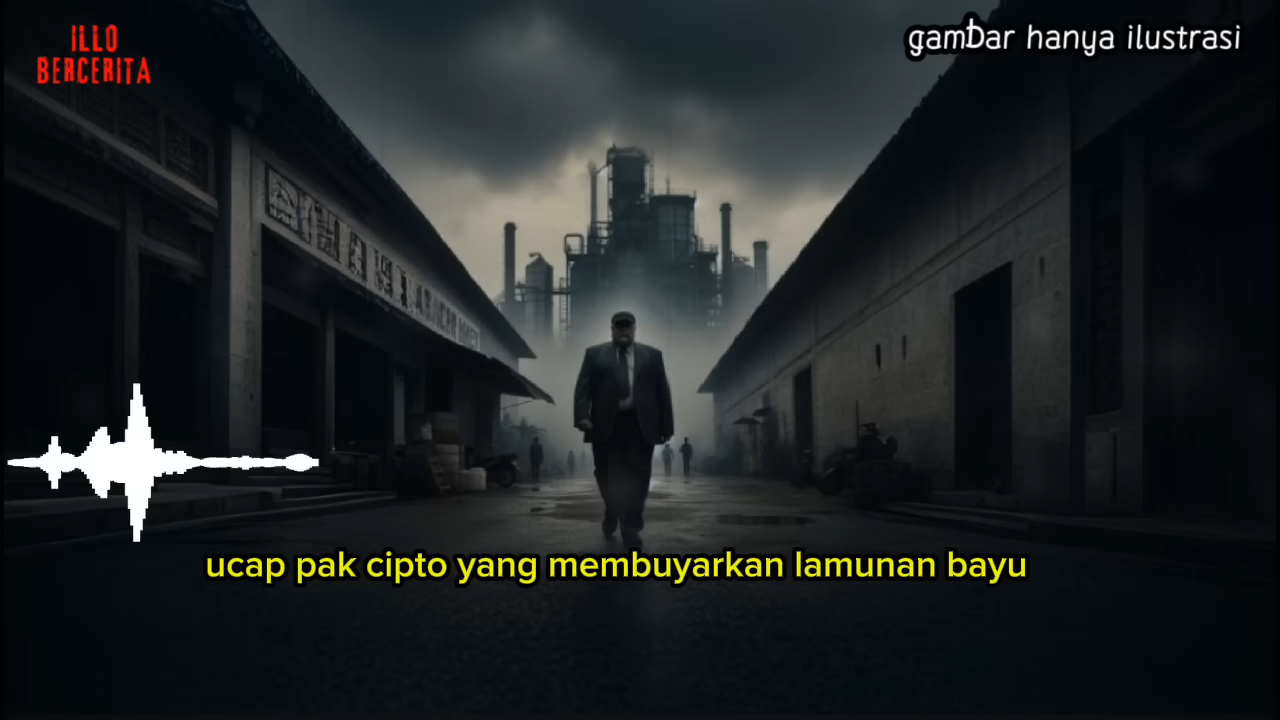 ILLO
BERCERITA
gambar hanya ilustrasi
ucap pak cipto yang membuyarkan lamunan bayu